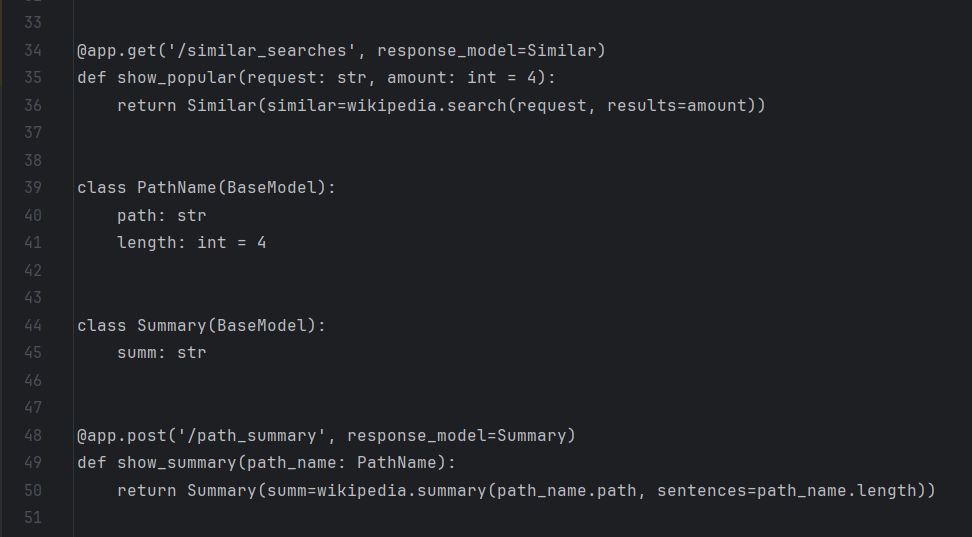 33
34 @app.get('/similar_searches', response_model=Similar)
35 def show_popular(request: str, amount: int = 4):
36     return Similar(similar=wikipedia.search(request, results=amount))
37
38
39 class PathName(BaseModel):
40     path: str
41     length: int = 4
42
43
44 class Summary(BaseModel):
45     summ: str
46
47
48 @app.post('/path_summary', response_model=Summary)
49 def show_summary(path_name: PathName):
50     return Summary(summ=wikipedia.summary(path_name.path, sentences=path_name.length))
51